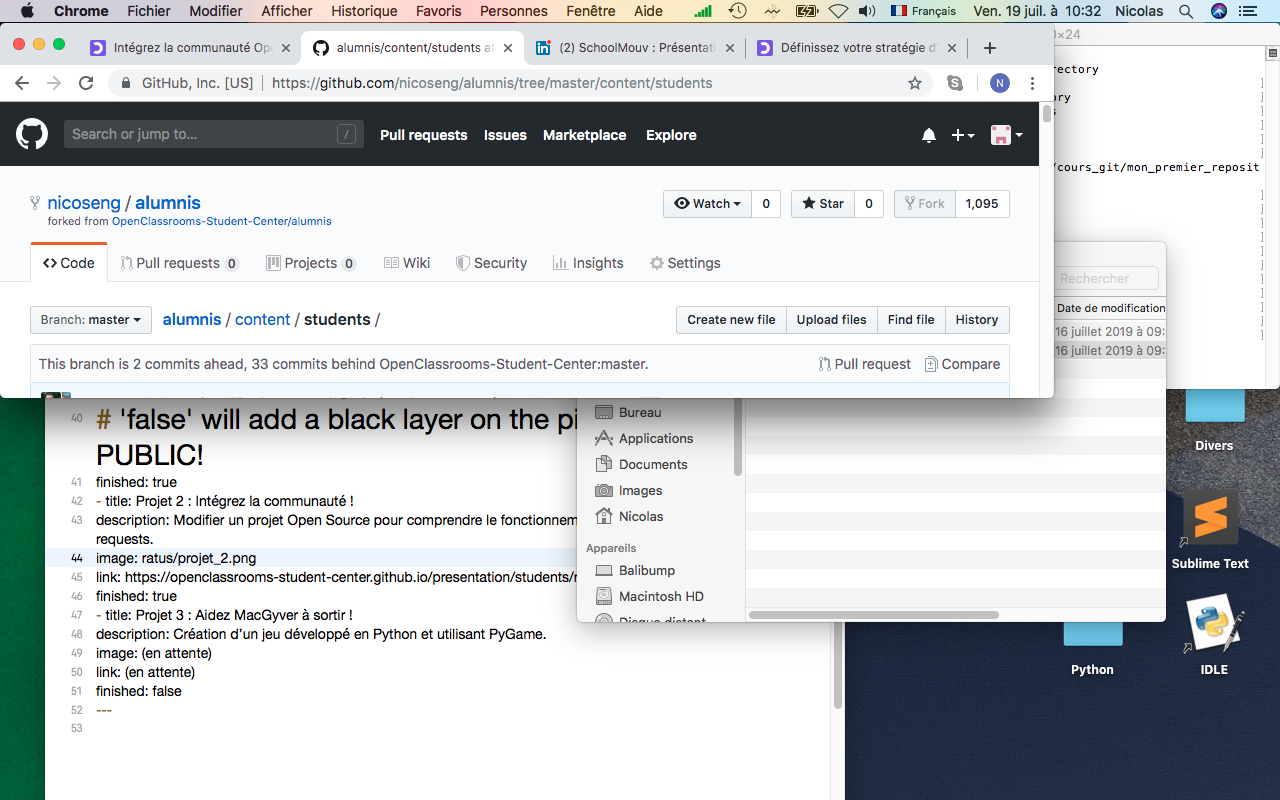 Chrome Fichier Modifier Afficher Historique Favoris Personnes Fenêtre Aide Français Ven. 19 juil. à 10:32 Nicolas
Intégrez la communauté Op
alumnis/content/students at
(2) SchoolMouv : Présentati
Définissez votre stratégie d'
GitHub, Inc. [US] | https://github.com/nicoseng/alumnis/tree/master/content/students
N
Search or jump to... /
Pull requests Issues Marketplace Explore
nicoseng / alumnis
forked from OpenClassrooms-Student-Center/alumnis
Watch 0 Star 0 Fork 1,095
Code Pull requests 0 Projects 0 Wiki Security Insights Settings
Branch: master alumnis / content / students /
Create new file Upload files Find file History
This branch is 2 commits ahead, 33 commits behind OpenClassrooms-Student-Center:master. Pull request Compare
×24
rectory
ory
s
/cours_git/mon_premier_reposit
Rechercher
Date de modification
16 juillet 2019 à 09:
16 juillet 2019 à 09:
Bureau
Applications
Documents
Images
Nicolas
Appareils
Balibump
Macintosh HD
Disque distant
40 # 'false' will add a black layer on the pi
PUBLIC!
41 finished: true
42 - title: Projet 2 : Intégrez la communauté !
43 description: Modifier un projet Open Source pour comprendre le fonctionnem
requests.
44 image: ratus/projet_2.png
45 link: https://openclassrooms-student-center.github.io/presentation/students/r
46 finished: true
47 - title: Projet 3 : Aidez MacGyver à sortir !
48 description: Création d'un jeu développé en Python et utilisant PyGame.
49 image: (en attente)
50 link: (en attente)
51 finished: false
52 ---
53
Divers
Sublime Text
Python
IDLE